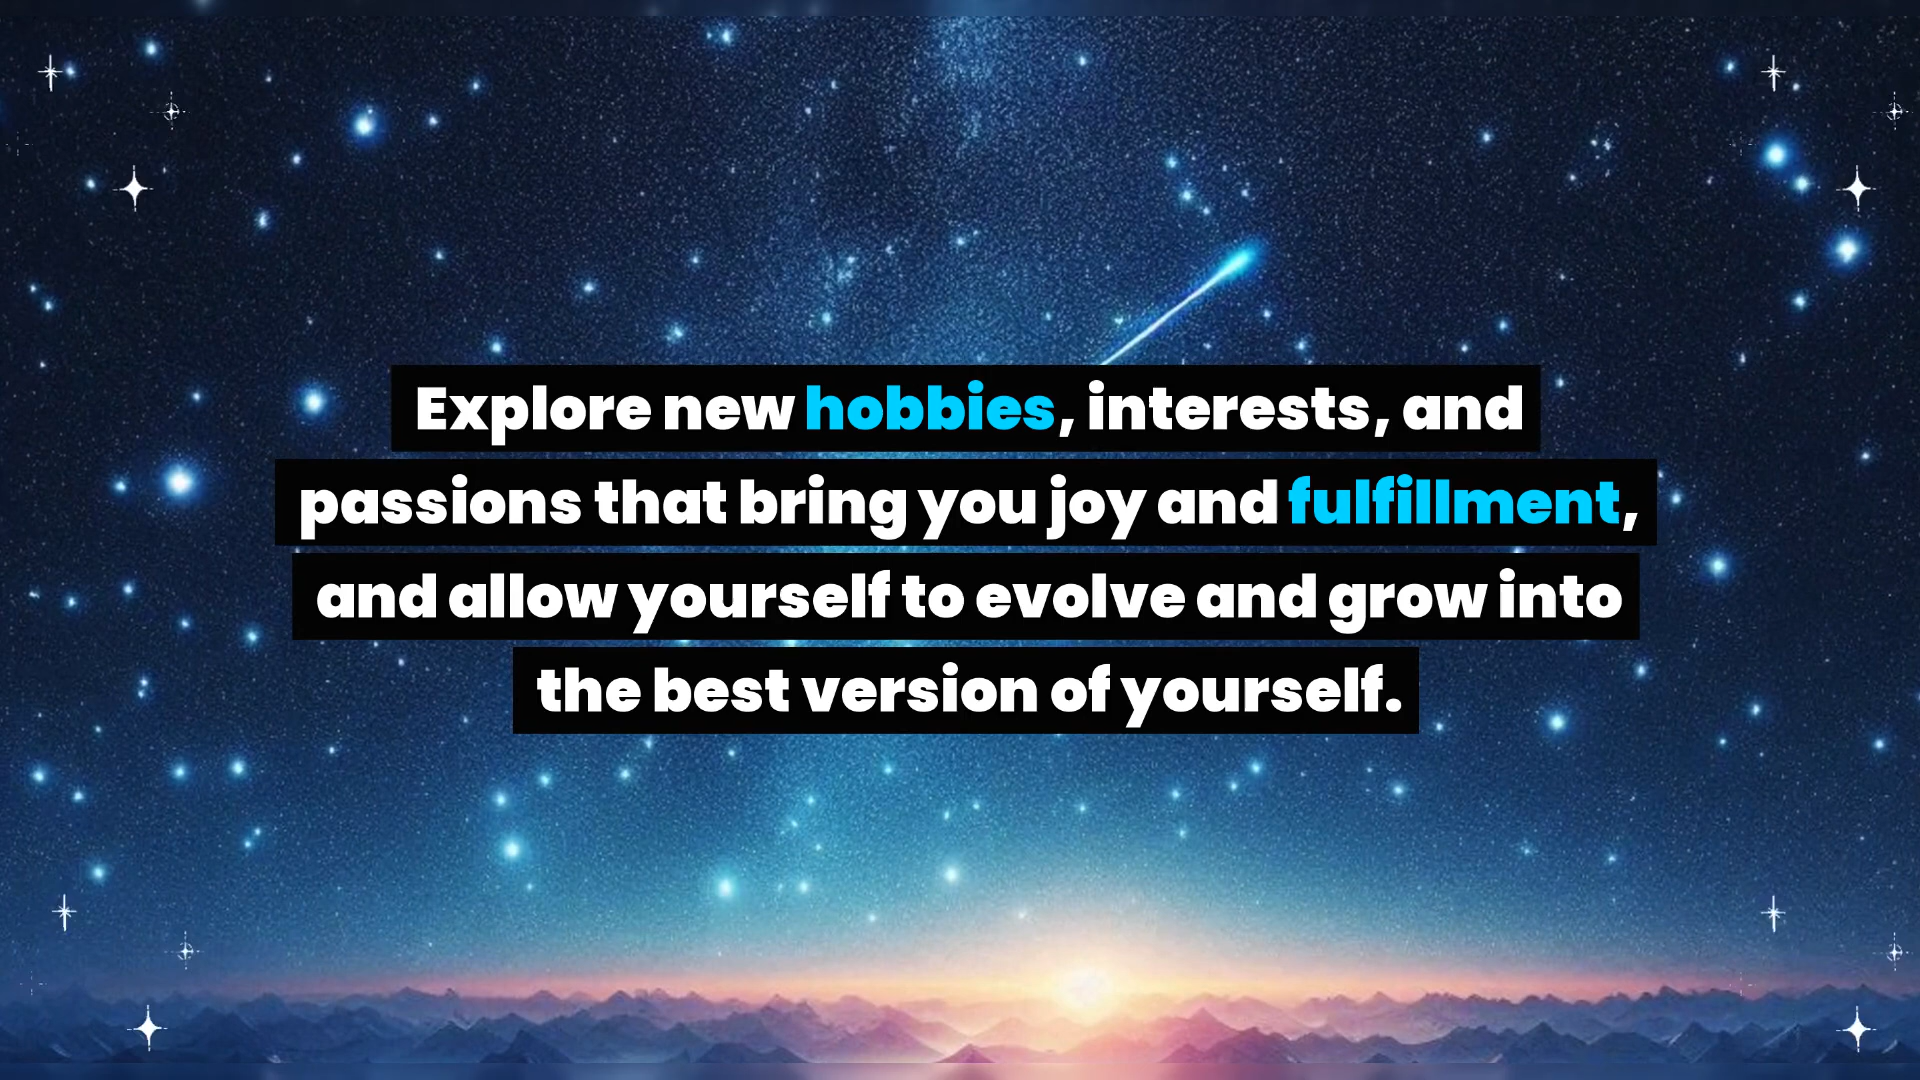 Explore new hobbies, interests, and
passions that bring you joy and fulfillment,
and allow yourself to evolve and grow into
the best version of yourself.